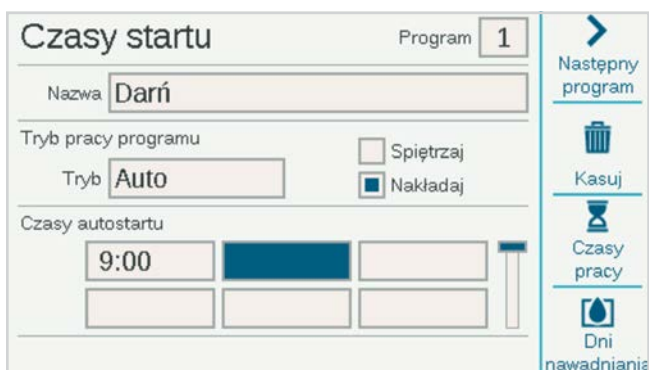 Czasy startu
Program 1
Nazwa Darń
Tryb pracy programu
Tryb Auto
Spiętrzaj
Nakładaj
Czasy autostartu
9:00
Następny
program
Kasuj
Czasy
pracy
Dni
nawadniania